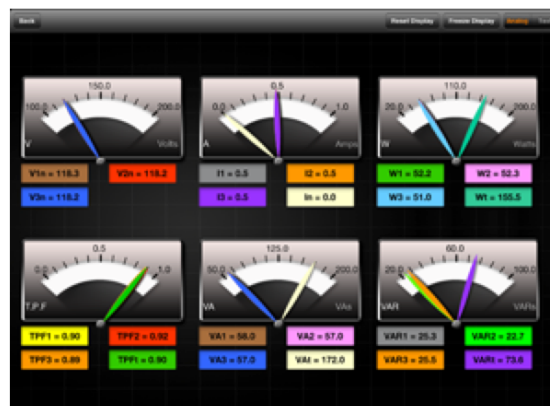 Back
Reset Display
Freeze Display
Analog
150.0
100.0
200.0
V
Volts
V1n = 118.3
V2n = 118.2
V3n = 118.2
0.5
0.0
1.0
A
Amps
I1 = 0.5
I2 = 0.5
I3 = 0.5
In = 0.0
110.0
20.0
200.0
W
Watts
W1 = 52.2
W2 = 52.3
W3 = 51.0
Wt = 155.5
0.5
0.0
1.0
T.P.F
TPF1 = 0.90
TPF2 = 0.92
TPF3 = 0.89
TPFt = 0.90
125.0
50.0
200.0
VA
VAs
VA1 = 58.0
VA2 = 57.0
VA3 = 57.0
VAt = 172.0
60.0
20.0
100.0
VAR
VARs
VAR1 = 25.3
VAR2 = 22.7
VAR3 = 25.5
VARt = 73.6